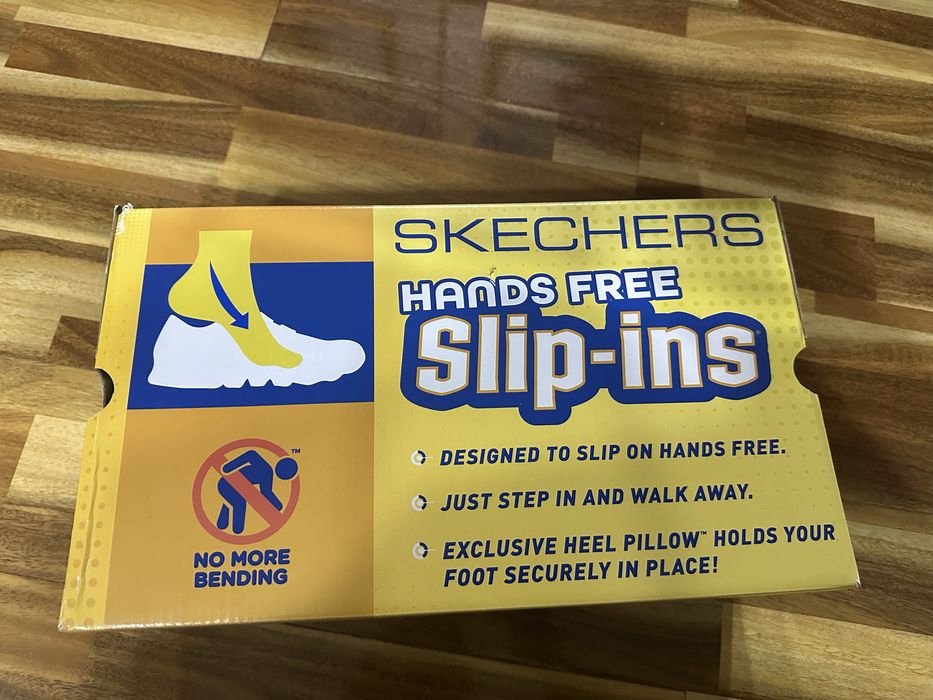 SKECHERS
HANDS FREE
Slip-ins®
DESIGNED TO SLIP ON HANDS FREE.
JUST STEP IN AND WALK AWAY.
EXCLUSIVE HEEL PILLOW™ HOLDS YOUR
FOOT SECURELY IN PLACE!
™
NO MORE
BENDING